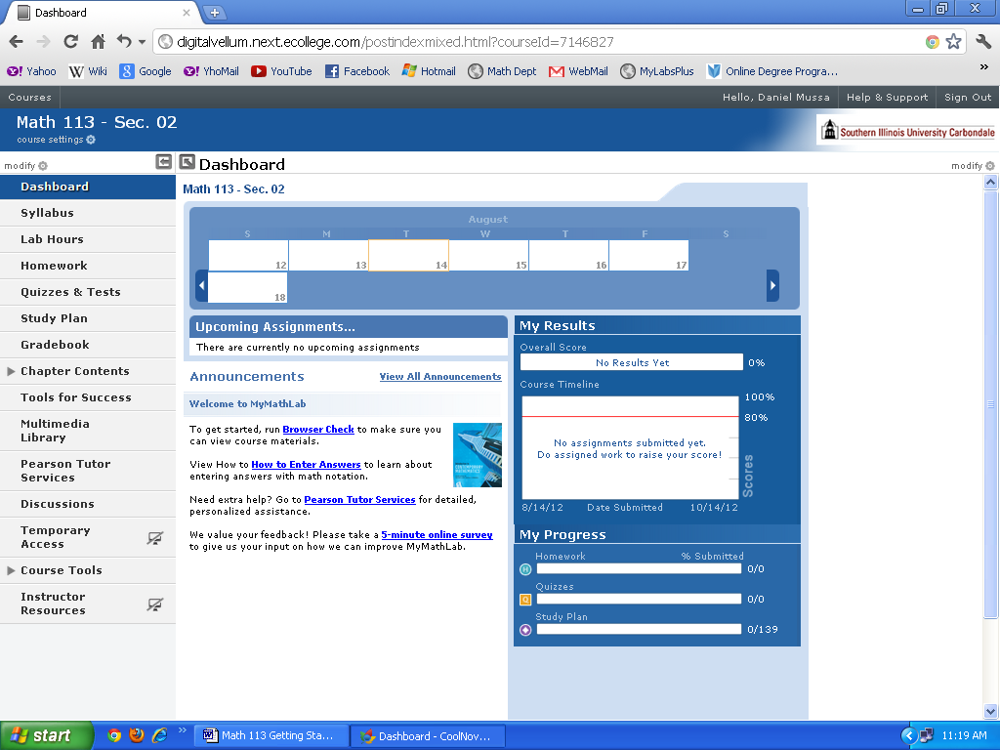 Dashboard
digitalvellum.next.ecollege.com/postindexmixed.html?courseId=7146827
Yahoo Wiki Google YhoMail YouTube Facebook Hotmail Math Dept WebMail MyLabsPlus Online Degree Progra... »
Courses Hello, Daniel Mussa Help & Support Sign Out
Math 113 - Sec. 02
course settings
Southern Illinois University Carbondale
modify
Dashboard
modify
Dashboard
Syllabus
Lab Hours
Homework
Quizzes & Tests
Study Plan
Gradebook
Chapter Contents
Tools for Success
Multimedia
Library
Pearson Tutor
Services
Discussions
Temporary
Access
Course Tools
Instructor
Resources
Math 113 - Sec. 02
August
S M T W T F S
12 13 14 15 16 17
18
Upcoming Assignments...
There are currently no upcoming assignments
Announcements View All Announcements
Welcome to MyMathLab
To get started, run Browser Check to make sure you
can view course materials.
View How to How to Enter Answers to learn about
entering answers with math notation.
Need extra help? Go to Pearson Tutor Services for detailed,
personalized assistance.
We value your feedback! Please take a 5-minute online survey
to give us your input on how we can improve MyMathLab.
My Results
Overall Score
No Results Yet 0%
Course Timeline
100%
80%
No assignments submitted yet.
Do assigned work to raise your score!
Scores
8/14/12 Date Submitted 10/14/12
My Progress
Homework % Submitted
H 0/0
Quizzes
Q 0/0
Study Plan
0/139
start » Math 113 Getting Sta... Dashboard - CoolNov... 11:19 AM